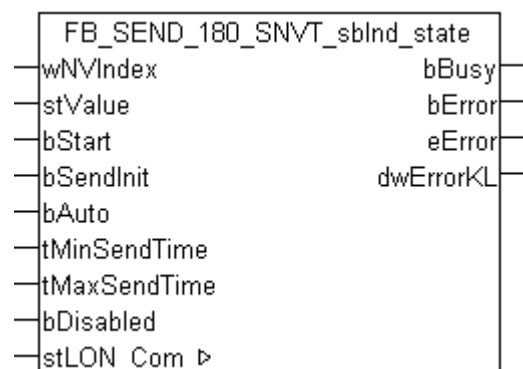 FB_SEND_180_SNVT_sblnd_state
wNVIndex bBusy
stValue bError
bStart eError
bSendInit dwErrorKL
bAuto
tMinSendTime
tMaxSendTime
bDisabled
stLON_Com ▷